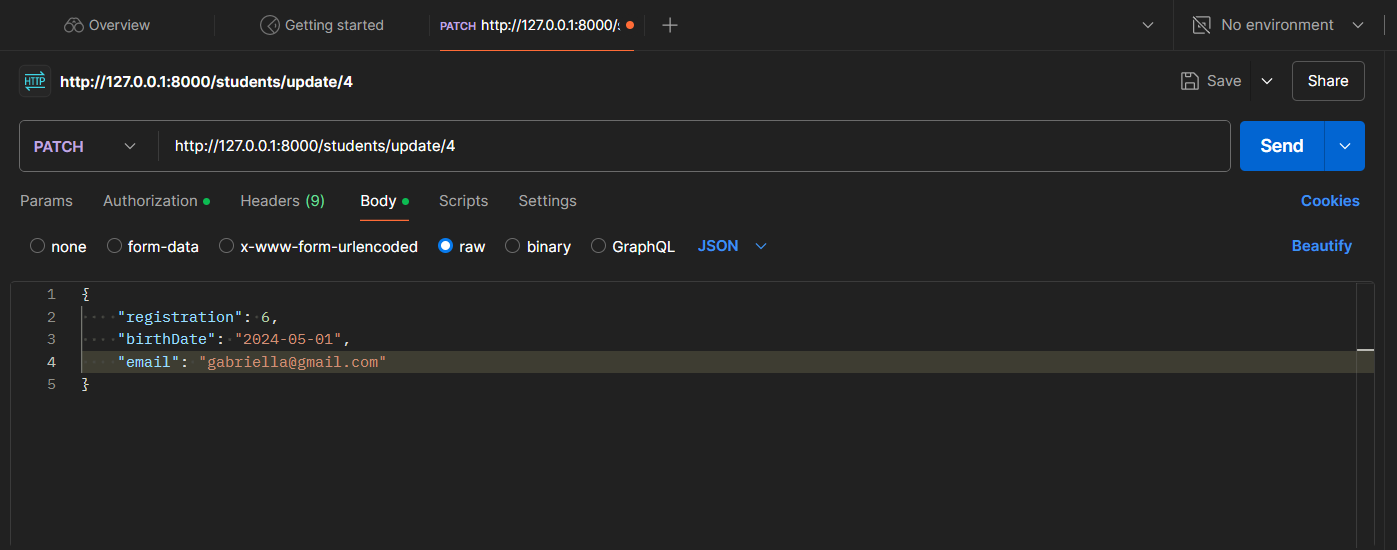 Overview
Getting started
PATCH http://127.0.0.1:8000/s
No environment
HTTP http://127.0.0.1:8000/students/update/4
Save
Share
PATCH http://127.0.0.1:8000/students/update/4
Send
Params Authorization Headers (9) Body Scripts Settings Cookies
none form-data x-www-form-urlencoded raw binary GraphQL JSON Beautify
1 {
2 "registration": 6,
3 "birthDate": "2024-05-01",
4 "email": "gabriella@gmail.com"
5 }